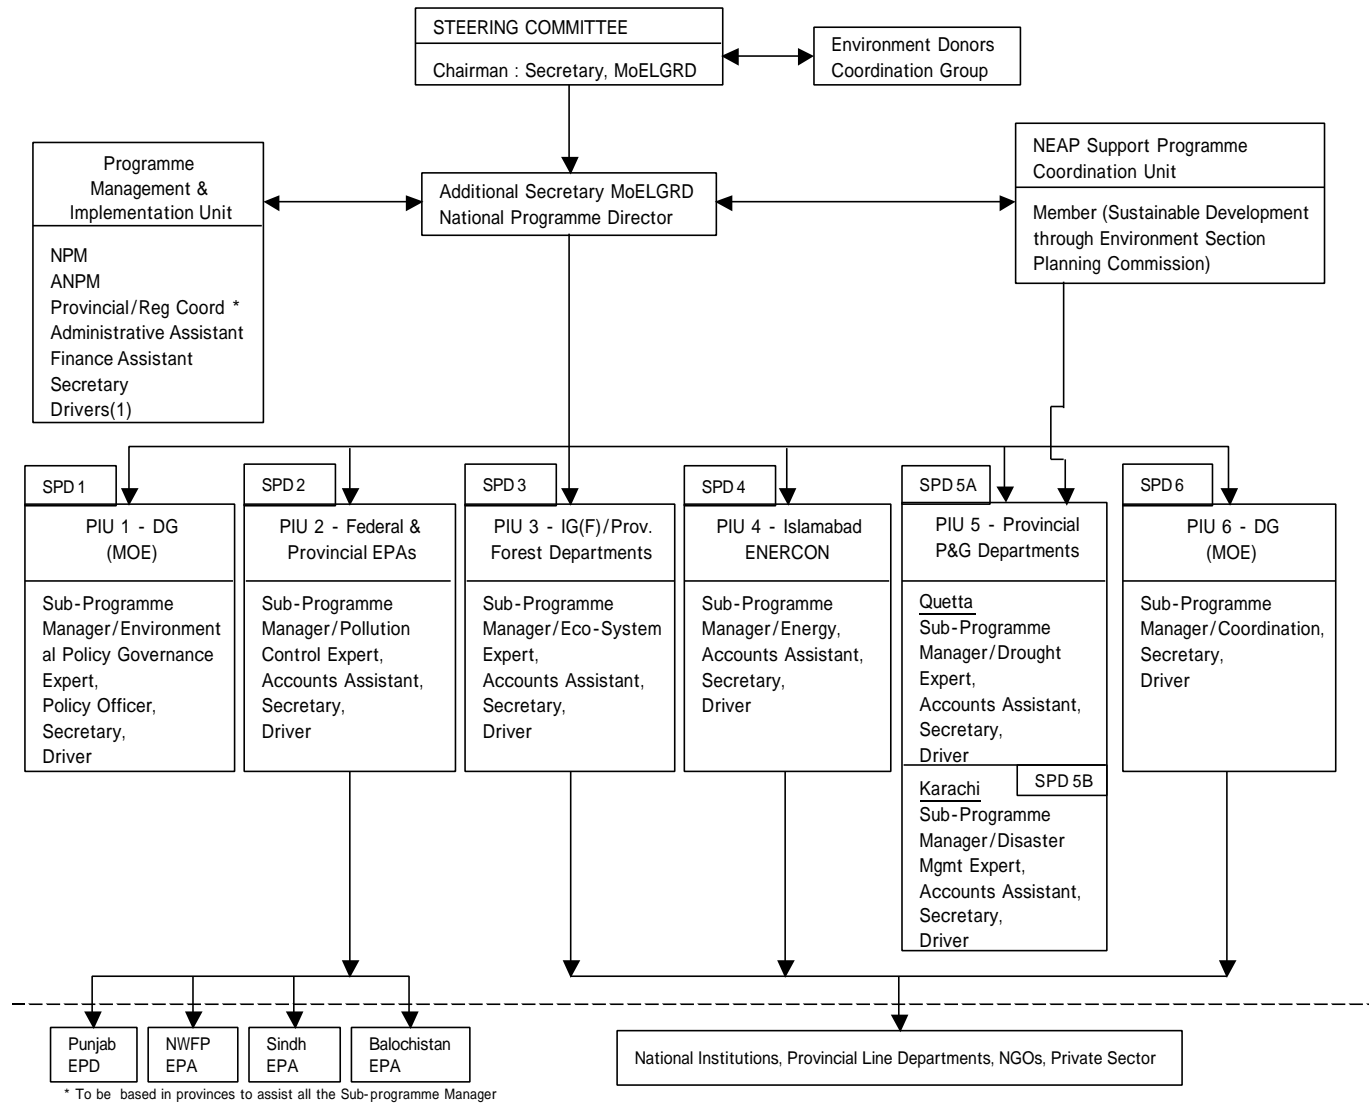 STEERING COMMITTEE
Chairman : Secretary, MoELGRD
Environment Donors
Coordination Group
Programme
Management &
Implementation Unit
NPM
ANPM
Provincial/Reg Coord *
Administrative Assistant
Finance Assistant
Secretary
Drivers(1)
Additional Secretary MoELGRD
National Programme Director
NEAP Support Programme
Coordination Unit
Member (Sustainable Development
through Environment Section
Planning Commission)
SPD 1
PIU 1 - DG
(MOE)
Sub-Programme
Manager/Environment
al Policy Governance
Expert,
Policy Officer,
Secretary,
Driver
SPD 2
PIU 2 - Federal &
Provincial EPAs
Sub-Programme
Manager/Pollution
Control Expert,
Accounts Assistant,
Secretary,
Driver
SPD 3
PIU 3 - IG(F)/Prov.
Forest Departments
Sub-Programme
Manager/Eco-System
Expert,
Accounts Assistant,
Secretary,
Driver
SPD 4
PIU 4 - Islamabad
ENERCON
Sub-Programme
Manager/Energy,
Accounts Assistant,
Secretary,
Driver
SPD 5A
PIU 5 - Provincial
P&G Departments
Quetta
Sub-Programme
Manager/Drought
Expert,
Accounts Assistant,
Secretary,
Driver
SPD 5B
Karachi
Sub-Programme
Manager/Disaster
Mgmt Expert,
Accounts Assistant,
Secretary,
Driver
SPD 6
PIU 6 - DG
(MOE)
Sub-Programme
Manager/Coordination,
Secretary,
Driver
Punjab
EPD
NWFP
EPA
Sindh
EPA
Balochistan
EPA
National Institutions, Provincial Line Departments, NGOs, Private Sector
* To be based in provinces to assist all the Sub-programme Manager